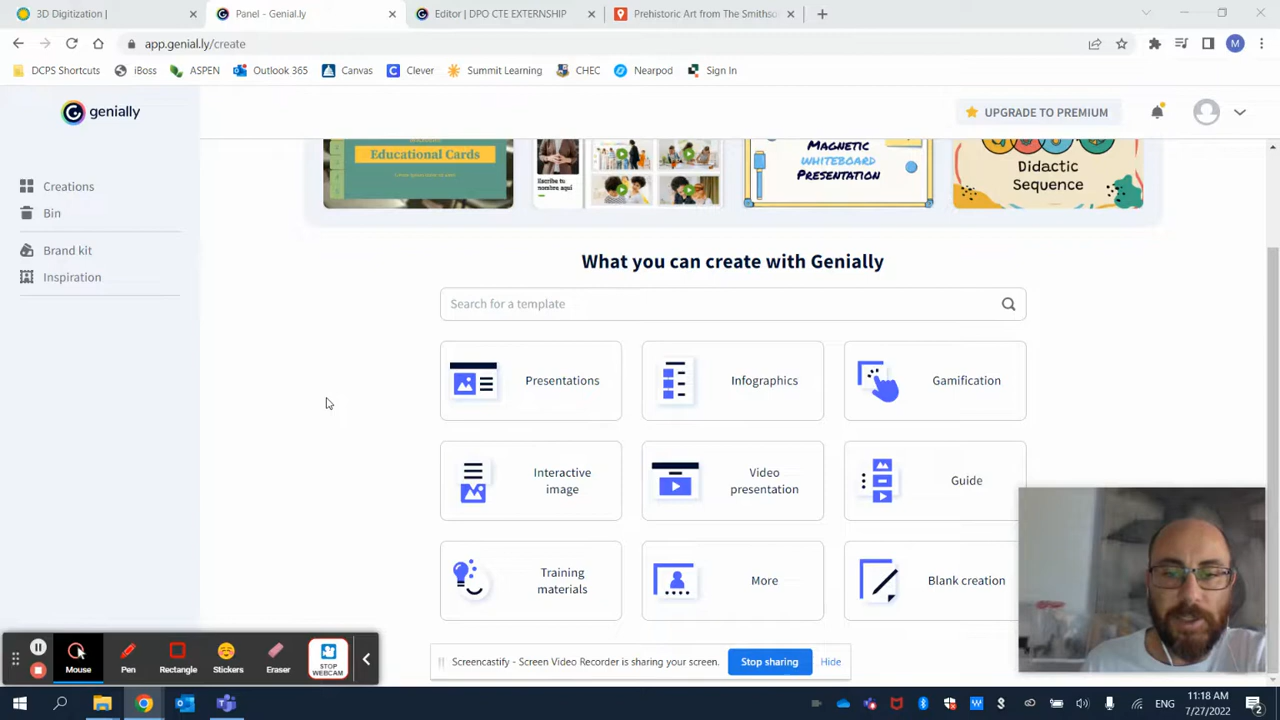 3D Digitization |
Panel - Genial.ly
Editor | DPO CTE EXTERNSHIP
Prehistoric Art from The Smithso
app.genial.ly/create
DCPS Shortcuts
iBoss
ASPEN
Outlook 365
Canvas
Clever
Summit Learning
CHEC
Nearpod
Sign In
genially
UPGRADE TO PREMIUM
Creations
Bin
Brand kit
Inspiration
Educational Cards
Escribe tu
nombre aquí
MAGNETIC
WHITEBOARD
PRESENTATION
Didactic
Sequence
What you can create with Genially
Search for a template
Presentations
Infographics
Gamification
Interactive
image
Video
presentation
Guide
Training
materials
More
Blank creation
Mouse
Pen
Rectangle
Stickers
Eraser
STOP
WEBCAM
Screencastify - Screen Video Recorder is sharing your screen.
Stop sharing
Hide
ENG
11:18 AM
7/27/2022
2